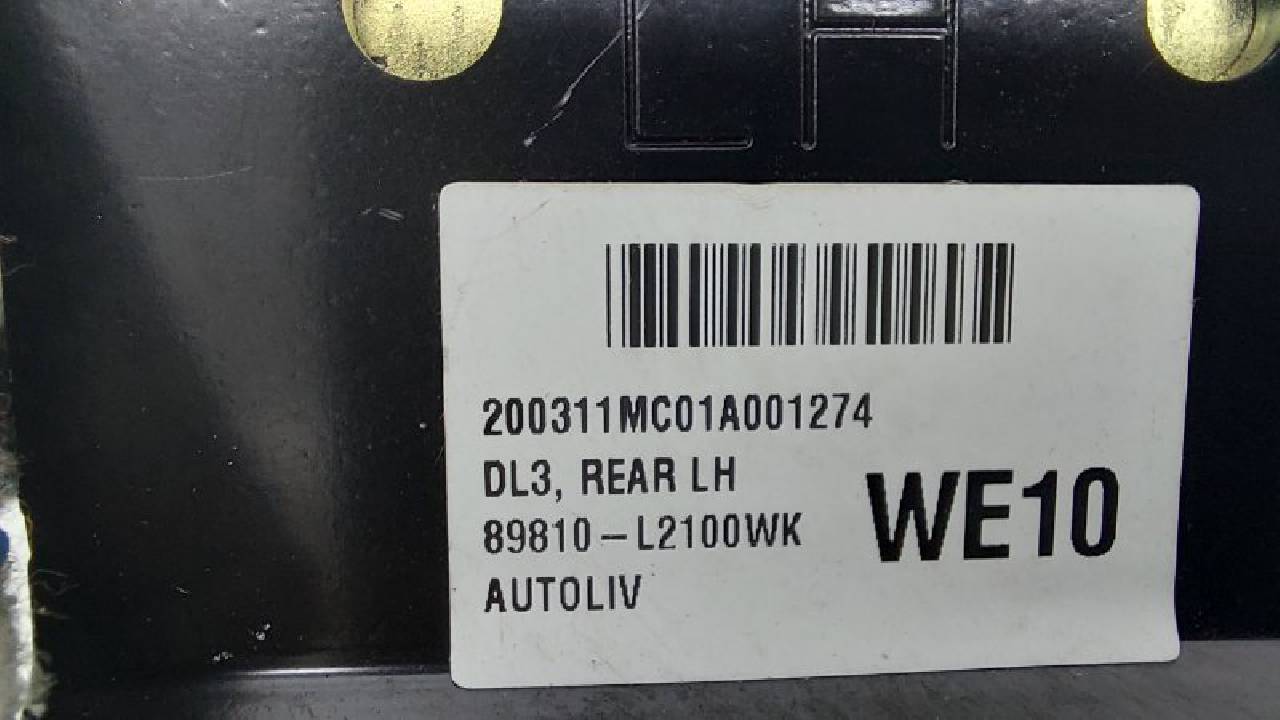 LH
200311MC01A001274
DL3, REAR LH
89810-L2100WK
WE10
AUTOLIV